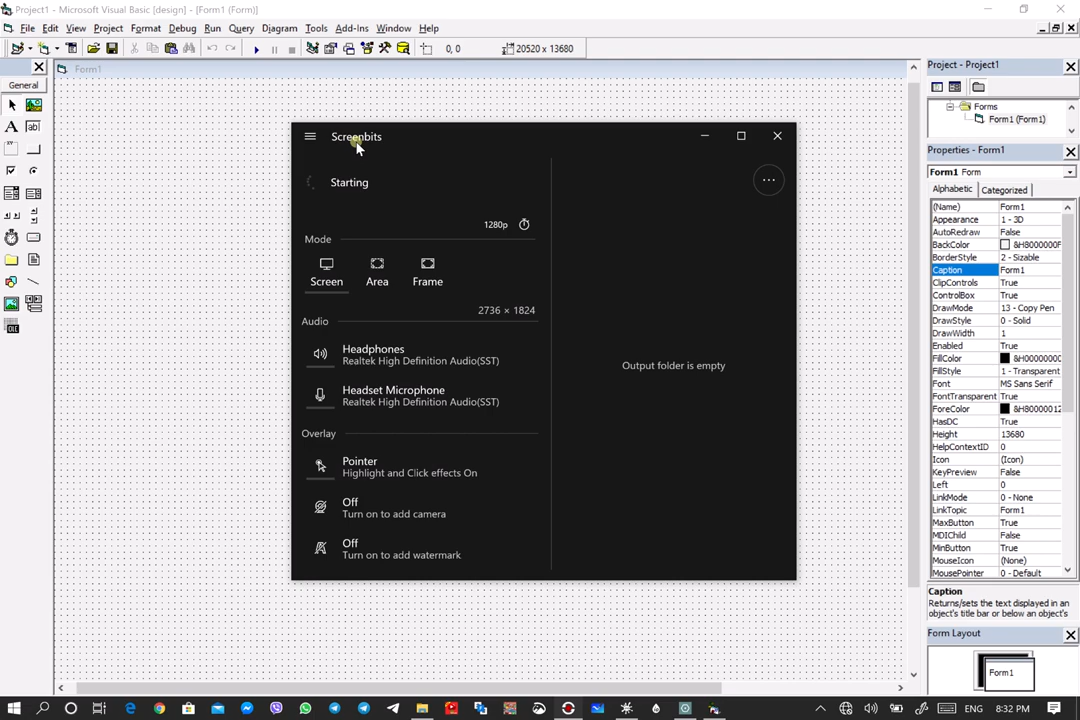 Project1 - Microsoft Visual Basic [design] - [Form1 (Form)]
File Edit View Project Format Debug Run Query Diagram Tools Add-Ins Window Help
0, 0 20520 x 13680
General
Form1
Screenbits
Starting
1280p
Mode
Screen Area Frame
2736 × 1824
Audio
Headphones
Realtek High Definition Audio(SST)
Headset Microphone
Realtek High Definition Audio(SST)
Overlay
Pointer
Highlight and Click effects On
Off
Turn on to add camera
Off
Turn on to add watermark
Output folder is empty
Project - Project1
Forms
Form1 (Form1)
Properties - Form1
Form1 Form
Alphabetic Categorized
(Name) Form1
Appearance 1 - 3D
AutoRedraw False
BackColor &H8000000F
BorderStyle 2 - Sizable
Caption Form1
ClipControls True
ControlBox True
DrawMode 13 - Copy Pen
DrawStyle 0 - Solid
DrawWidth 1
Enabled True
FillColor &H00000000
FillStyle 1 - Transparent
Font MS Sans Serif
FontTransparent True
ForeColor &H80000012
HasDC True
Height 13680
HelpContextID 0
Icon (Icon)
KeyPreview False
Left 0
LinkMode 0 - None
LinkTopic Form1
MaxButton True
MDIChild False
MinButton True
MouseIcon (None)
MousePointer 0 - Default
Caption
Returns/sets the text displayed in an
object's title bar or below an object's
Form Layout
Form1
ENG 8:32 PM